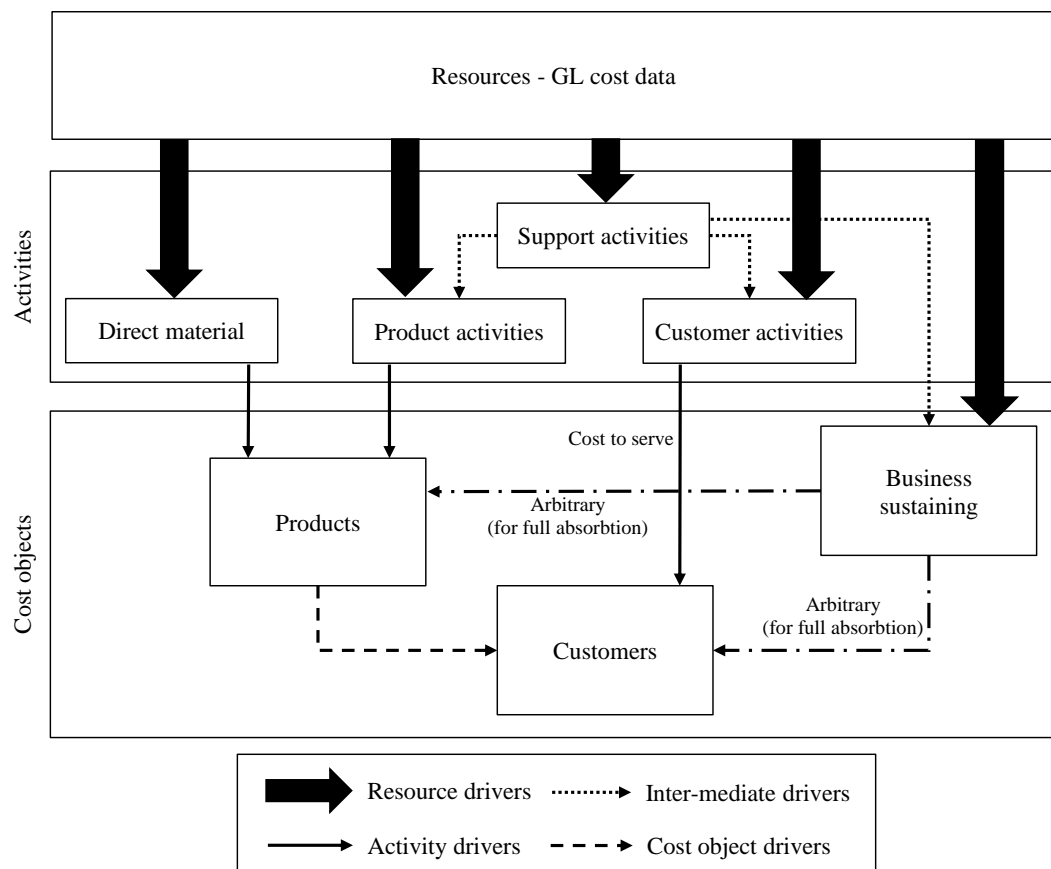 Resources - GL cost data
Activities
Support activities
Direct material
Product activities
Customer activities
Cost objects
Cost to serve
Business
sustaining
Products
Arbitrary
(for full absorbtion)
Customers
Arbitrary
(for full absorbtion)
Resource drivers
Inter-mediate drivers
Activity drivers
Cost object drivers